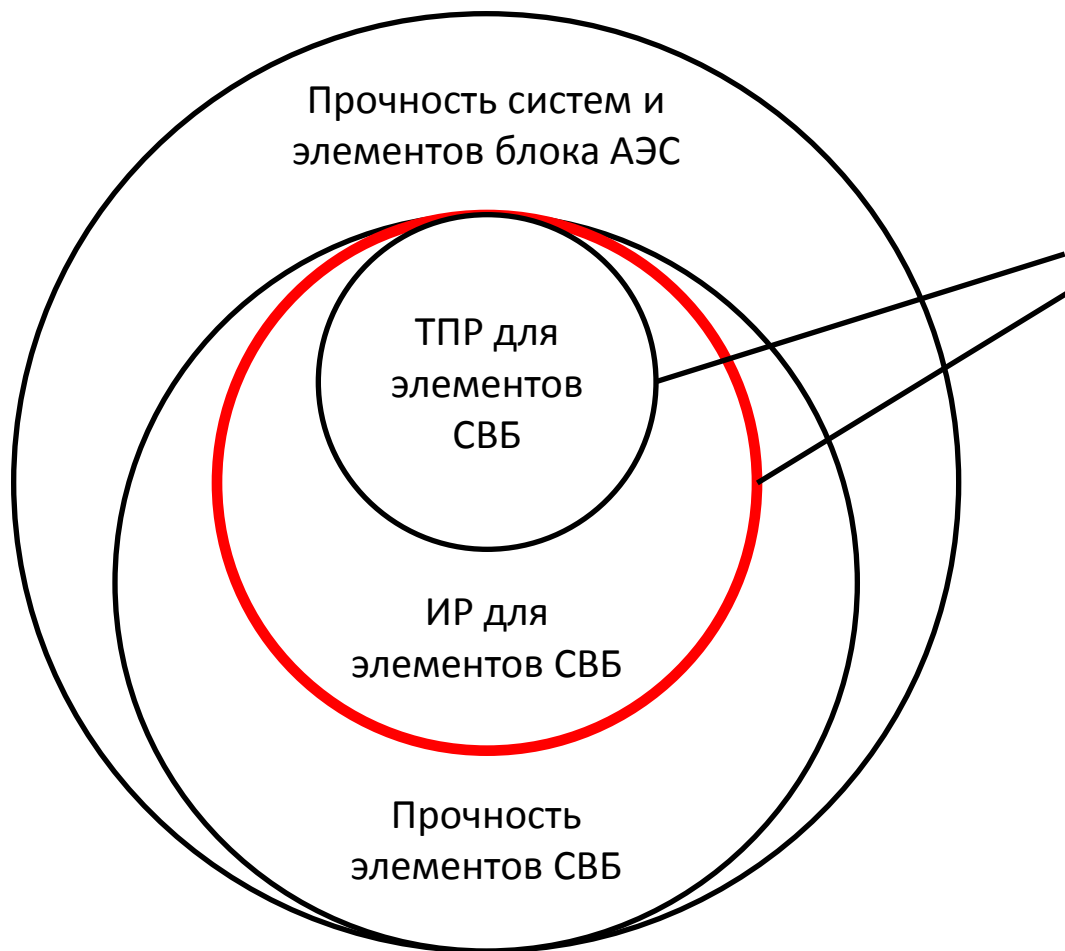 Прочность систем и
элементов блока АЭС
ТПР для
элементов
СВБ
ИР для
элементов СВБ
Прочность
элементов СВБ